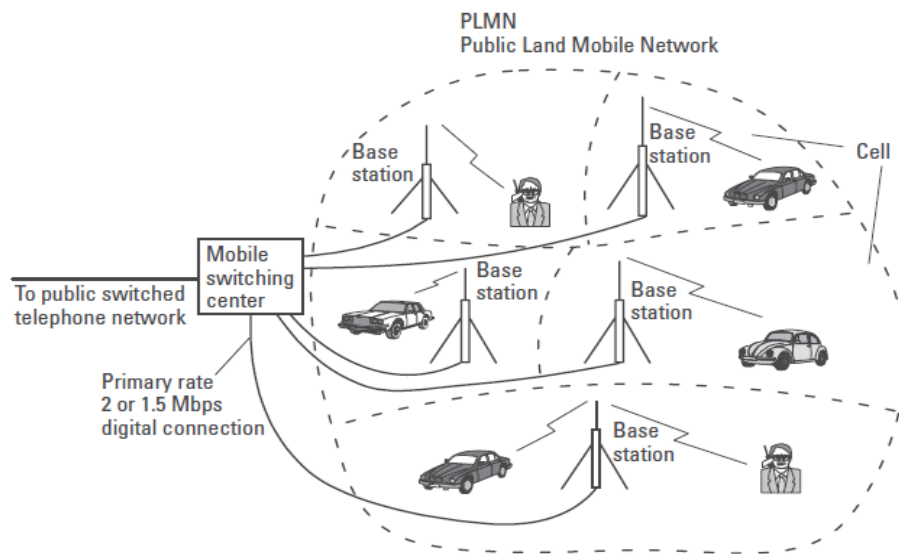 PLMN
Public Land Mobile Network
Base
station
Base
station
Cell
Mobile
switching
center
To public switched
telephone network
Base
station
Base
station
Primary rate
2 or 1.5 Mbps
digital connection
Base
station